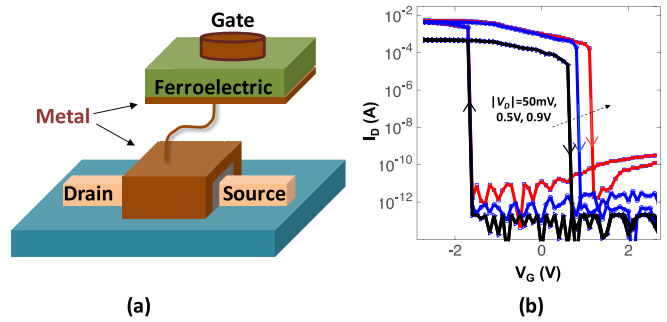 (a)
Gate
Ferroelectric
Metal
Drain
Source
(a)
(b)
I_D (A)
10^-2
10^-4
10^-6
10^-8
10^-10
10^-12
|V_D|=50mV,
0.5V, 0.9V
-2
0
2
V_G (V)
(b)